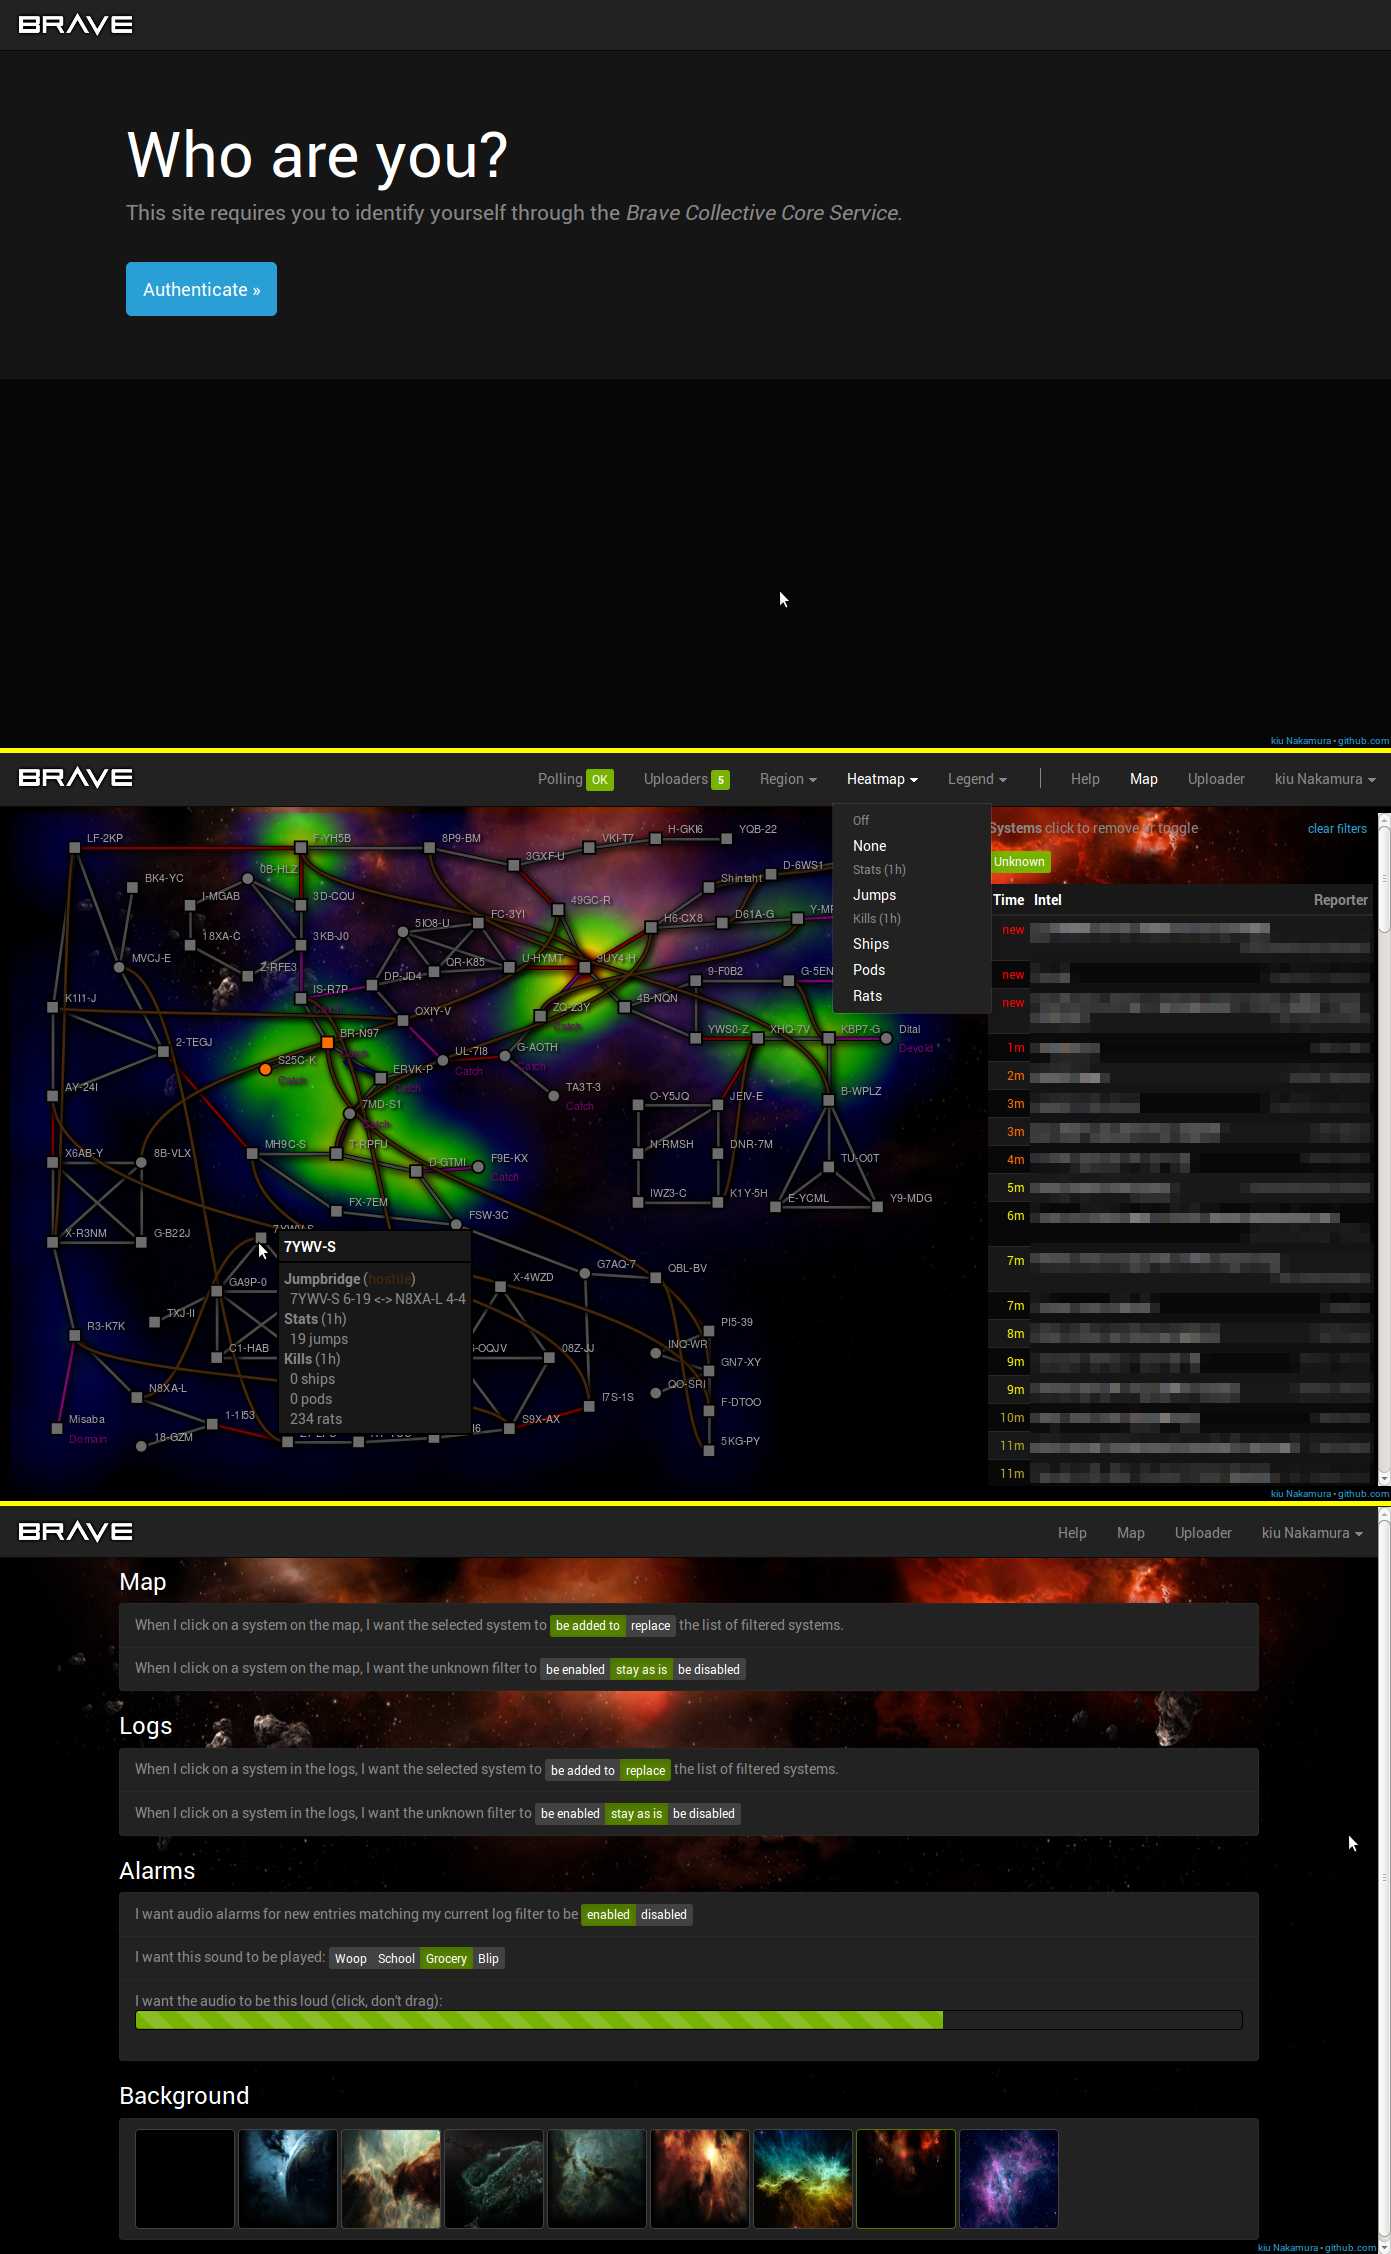 BRAVE
Who are you?
This site requires you to identify yourself through the Brave Collective Core Service.
Authenticate »
kiu Nakamura • github.com
BRAVE
Polling OK Uploaders 5 Region Heatmap Legend Help Map Uploader kiu Nakamura
Off
None
Stats (1h)
Jumps
Kills (1h)
Ships
Pods
Rats
Systems click to remove or toggle clear filters
Unknown
Time Intel Reporter
new
new
new
1m
2m
3m
3m
4m
5m
6m
7m
7m
8m
9m
9m
10m
11m
11m
LF-2KP
F-YH5B
8P9-BM
VKI-T7
H-GKI6
YQB-22
3GXF-U
0B-HLZ
BK4-YC
I-MGAB
3D-CQU
Shintaht
D-6WS1
49GC-R
FC-3YI
5IO8-U
H6-CX8
D61A-G
18XA-C
3KB-J0
MVCJ-E
Z-RFE3
DP-JD4
QR-K85
U-HYMT
9UY4-H
9-F0B2
G-5EN
K1I1-J
IS-R7P
Catch
OXIY-V
ZQ-Z3Y
Catch
4B-NQN
2-TEGJ
BR-N97
Catch
S25C-K
Catch
ERVK-P
Catch
UL-7I8
Catch
G-AOTH
Catch
YWS0-Z
XHQ-7V
KBP7-G
Dital
Devoid
AY-24I
7MD-S1
Catch
TA3T-3
Catch
O-Y5JQ
JEIV-E
B-WPLZ
X6AB-Y
8B-VLX
MH9C-S
T-RPFU
D-GTMI
F9E-KX
Catch
N-RMSH
DNR-7M
TU-O0T
IWZ3-C
K1Y-5H
E-YCML
Y9-MDG
FX-7EM
FSW-3C
X-R3NM
G-B22J
7YWV-S
7YWV-S
Jumpbridge (hostile)
7YWV-S 6-19 <-> N8XA-L 4-4
Stats (1h)
19 jumps
Kills (1h)
0 ships
0 pods
234 rats
GA9P-0
X-4WZD
G7AQ-7
QBL-BV
TXJ-II
R3-K7K
C1-HAB
-OQJV
08Z-JJ
PI5-39
INQ-WR
GN7-XY
QO-SRI
F-DTOO
N8XA-L
I7S-1S
Misaba
Domain
1-1I53
S9X-AX
18-GZM
5KG-PY
kiu Nakamura • github.com
BRAVE
Help Map Uploader kiu Nakamura
Map
When I click on a system on the map, I want the selected system to be added to replace the list of filtered systems.
When I click on a system on the map, I want the unknown filter to be enabled stay as is be disabled
Logs
When I click on a system in the logs, I want the selected system to be added to replace the list of filtered systems.
When I click on a system in the logs, I want the unknown filter to be enabled stay as is be disabled
Alarms
I want audio alarms for new entries matching my current log filter to be enabled disabled
I want this sound to be played: Woop School Grocery Blip
I want the audio to be this loud (click, don't drag):
Background
kiu Nakamura • github.com